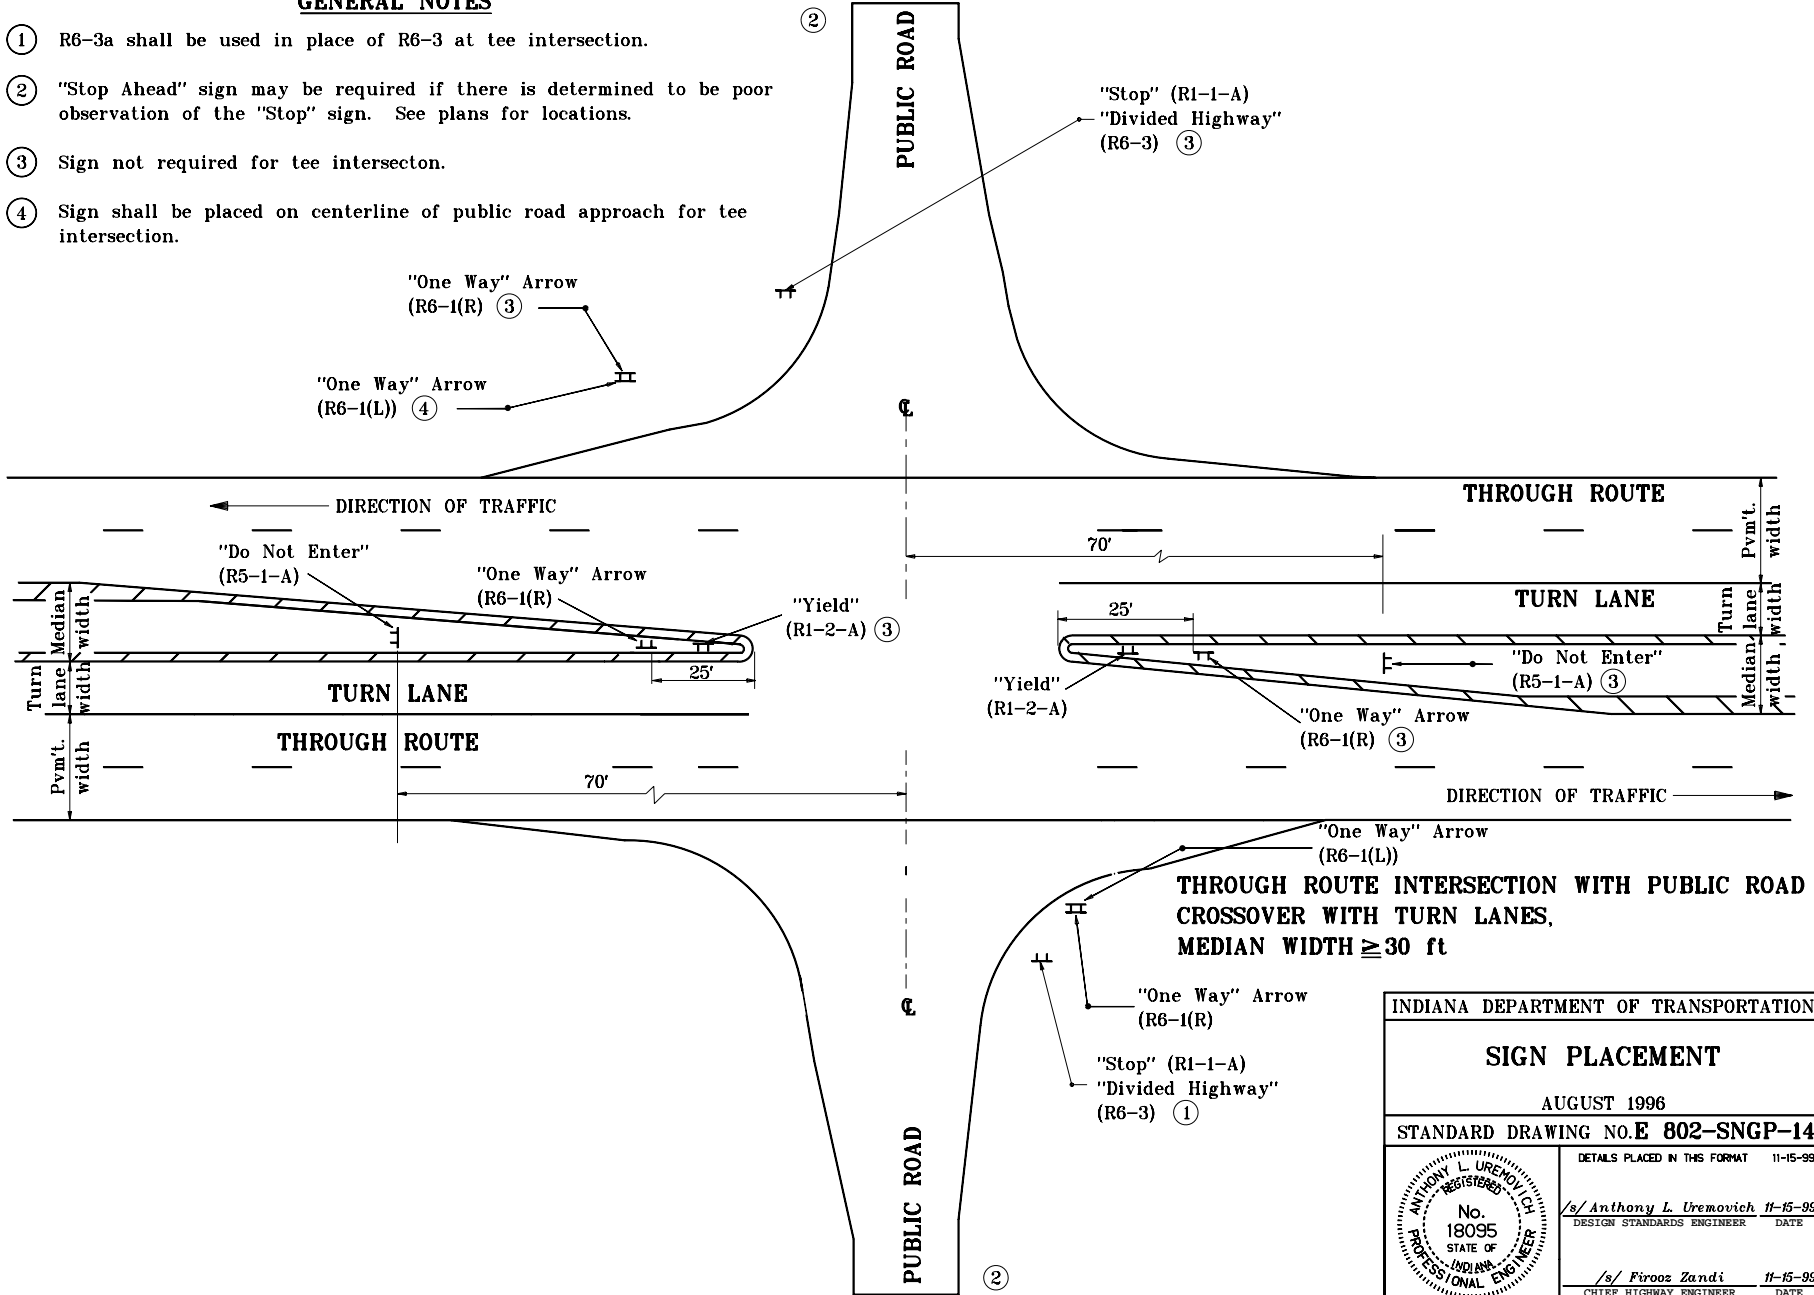 GENERAL NOTES
1 R6-3a shall be used in place of R6-3 at tee intersection.
2 "Stop Ahead" sign may be required if there is determined to be poor
observation of the "Stop" sign. See plans for locations.
3 Sign not required for tee intersecton.
4 Sign shall be placed on centerline of public road approach for tee
intersection.
2
PUBLIC ROAD
"Stop" (R1-1-A)
"Divided Highway"
(R6-3) 3
"One Way" Arrow
(R6-1(R) 3
"One Way" Arrow
(R6-1(L)) 4
℄
THROUGH ROUTE
DIRECTION OF TRAFFIC
Pvm't.
width
70'
"Do Not Enter"
(R5-1-A)
"One Way" Arrow
(R6-1(R)
"Yield"
(R1-2-A) 3
Median
width
25'
TURN LANE
Turn
lane
width
25'
"Yield"
(R1-2-A)
"Do Not Enter"
(R5-1-A) 3
Median
width
"One Way" Arrow
(R6-1(R) 3
Turn
lane
width
TURN LANE
THROUGH ROUTE
Pvm't.
width
70'
DIRECTION OF TRAFFIC
"One Way" Arrow
(R6-1(L))
THROUGH ROUTE INTERSECTION WITH PUBLIC ROAD
CROSSOVER WITH TURN LANES,
MEDIAN WIDTH ≧ 30 ft
℄
"One Way" Arrow
(R6-1(R)
"Stop" (R1-1-A)
"Divided Highway"
(R6-3) 1
PUBLIC ROAD
2
INDIANA DEPARTMENT OF TRANSPORTATION
SIGN PLACEMENT
AUGUST 1996
STANDARD DRAWING NO. E 802-SNGP-14
DETAILS PLACED IN THIS FORMAT 11-15-99
ANTHONY L. UREMOVICH
REGISTERED
No.
18095
STATE OF
INDIANA
PROFESSIONAL ENGINEER
/s/ Anthony L. Uremovich 11-15-99
DESIGN STANDARDS ENGINEER DATE
/s/ Firooz Zandi 11-15-99
CHIEF HIGHWAY ENGINEER DATE